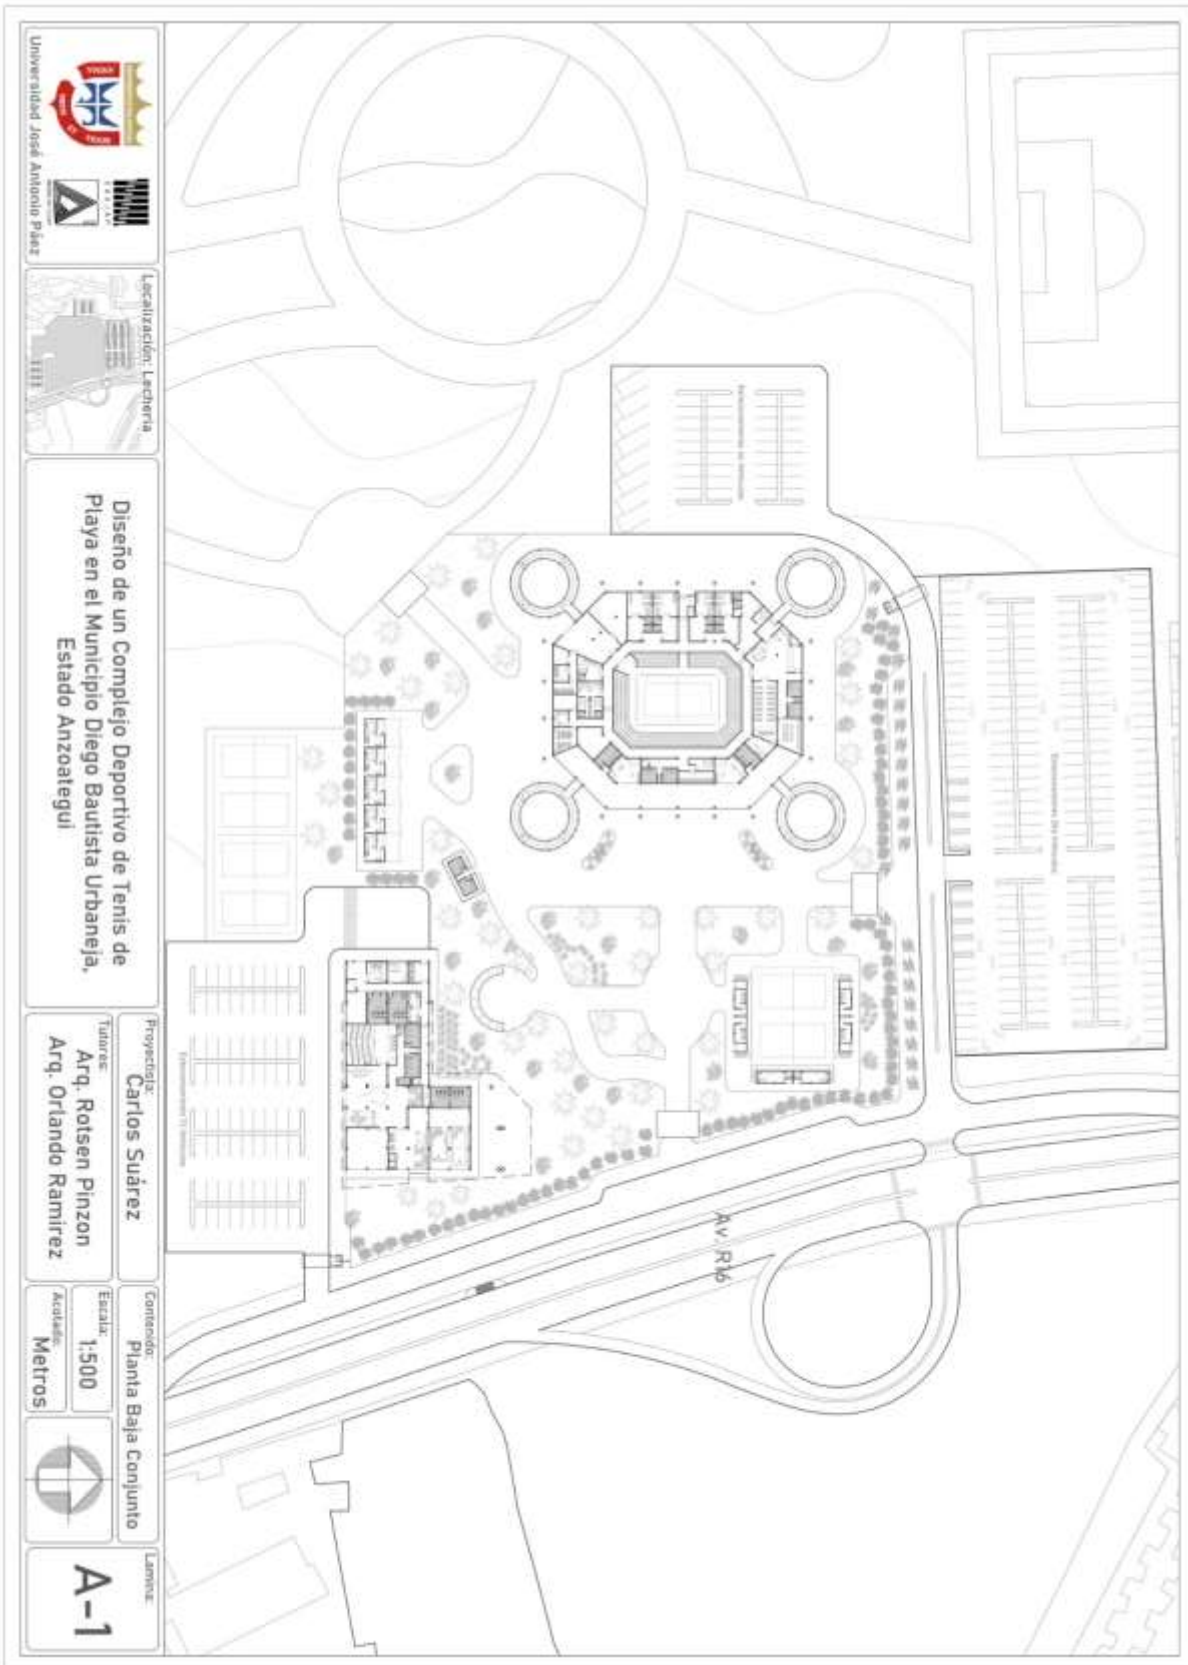 Universidad José Antonio Páez
Localización: Lechería
Diseño de un Complejo Deportivo de Tenis de
Playa en el Municipio Diego Bautista Urbaneja,
Estado Anzoategui
Proyectista:
Carlos Suárez
Tutores:
Arq. Rotsen Pinzon
Arq. Orlando Ramirez
Contenido:
Planta Baja Conjunto
Escala:
1:500
Acotado:
Metros
Lamina:
A-1
Av. R16